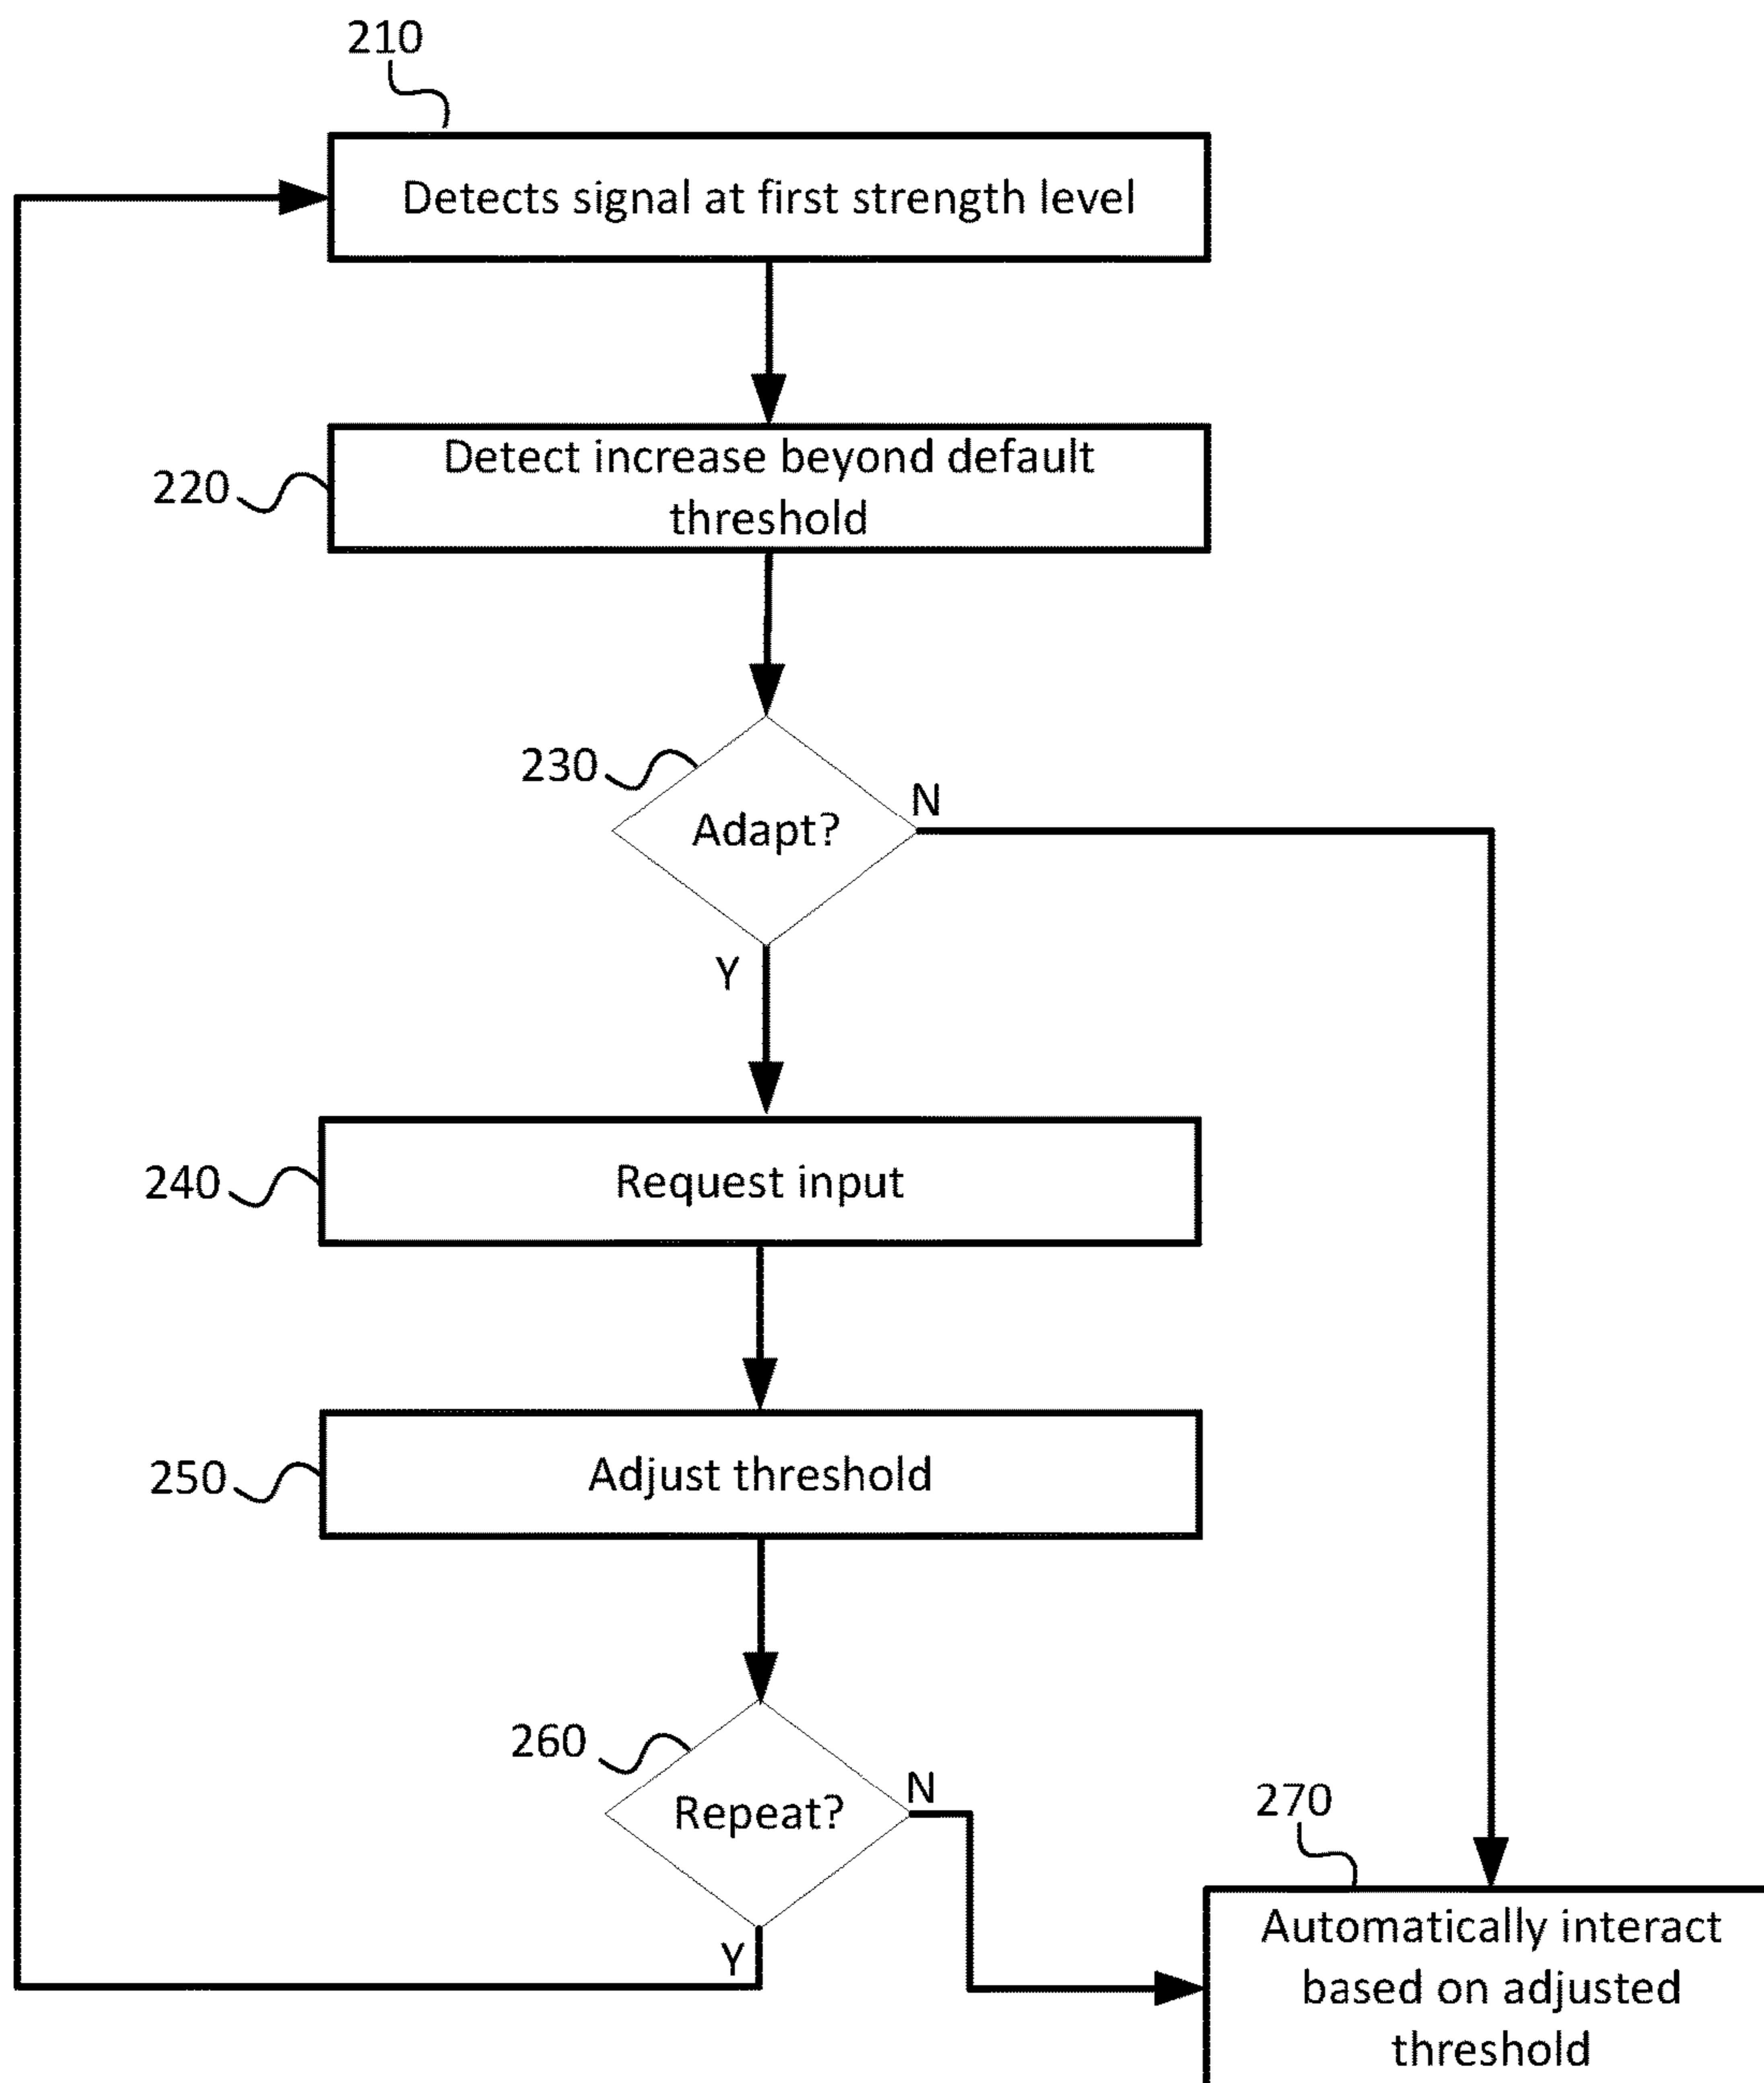 210
Detects signal at first strength level
220
Detect increase beyond default
threshold
230
Adapt?
N
Y
240
Request input
250
Adjust threshold
260
Repeat?
N
Y
270
Automatically interact
based on adjusted
threshold